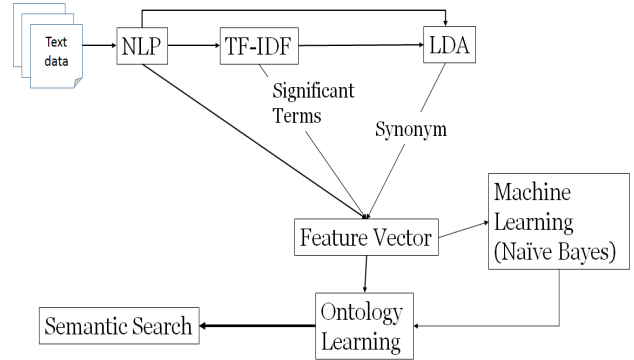 Text
data
NLP
TF-IDF
LDA
Significant
Terms
Synonym
Feature Vector
Machine
Learning
(Naïve Bayes)
Ontology
Learning
Semantic Search